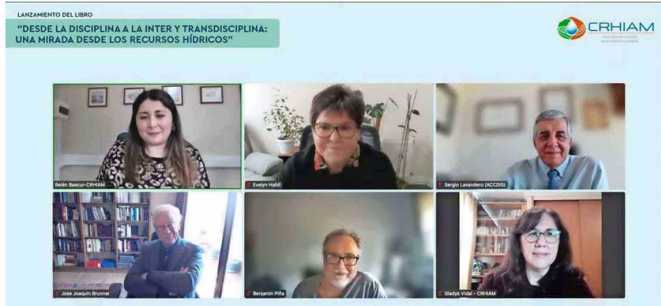 LANZAMIENTO DEL LIBRO
"DESDE LA DISCIPLINA A LA INTER Y TRANSDISCIPLINA:
UNA MIRADA DESDE LOS RECURSOS HÍDRICOS"
CRHIAM
Belén Bascur-CRHIAM
Evelyn Habit
Sergio Lavandero (ACCDIS)
Jose Joaquin Brunner
Benjamin Piña
Gladys Vidal - CRHIAM